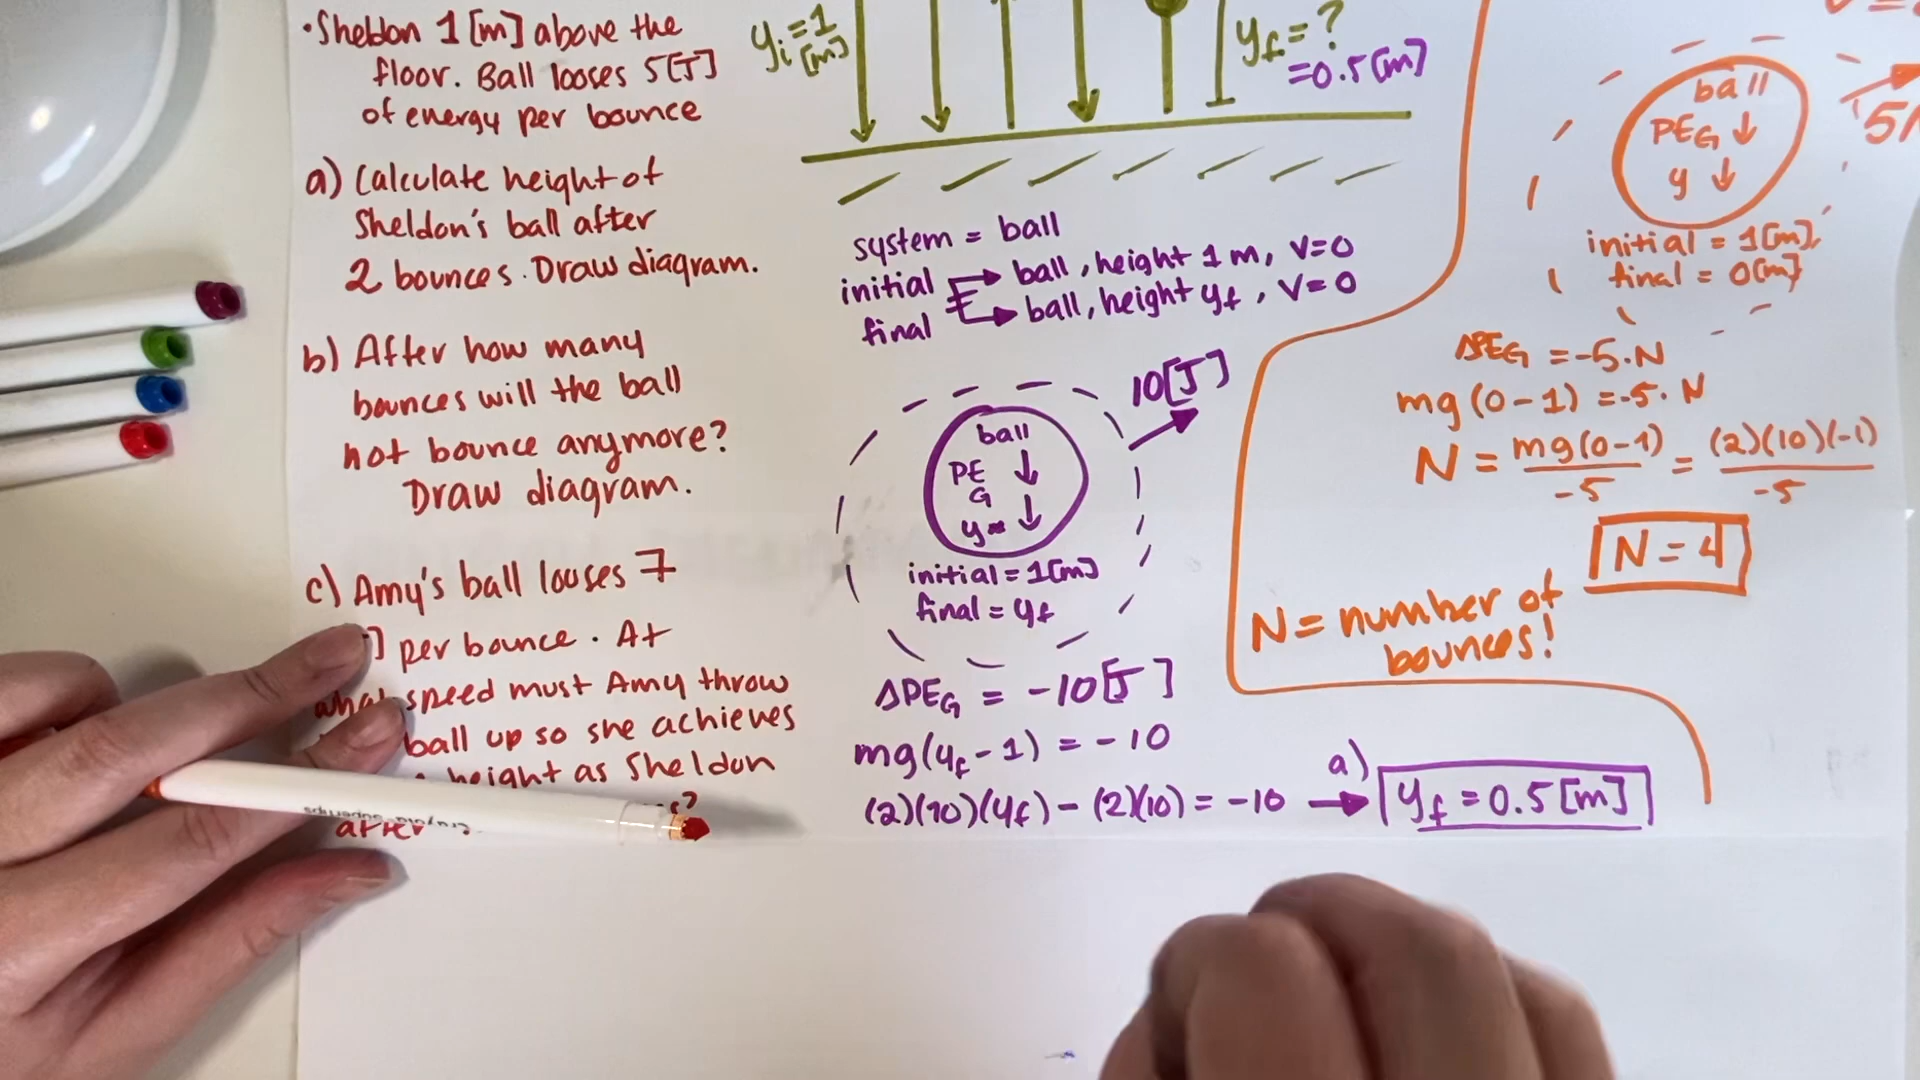 ·Sheldon 1[m] above the
floor. Ball looses 5[J]
of energy per bounce
a) Calculate height of
Sheldon's ball after
2 bounces. Draw diagram.
b) After how many
bounces will the ball
not bounce anymore?
Draw diagram.
c) Amy's ball looses 7
] per bounce. At
what speed must Amy throw
ball up so she achieves
height as Sheldon
after
yi=1
[m]
yf=?
=0.5[m]
system = ball
initial → ball, height 1 m, V=0
final → ball, height yf, V=0
10[J]
ball
PE ↓
G
y ↓
initial = 1[m]
final = yf
ΔPEG = -10[J]
mg(yf-1) = -10
(2)(10)(yf) - (2)(10) = -10 →
a)
yf = 0.5[m]
ball
PEG ↓
y ↓
initial = 1[m]
final = 0[m]
ΔPEG = -5·N
mg(0-1) = -5·N
N = mg(0-1)/-5 = (2)(10)(-1)/-5
N = 4
N = number of
bounces!